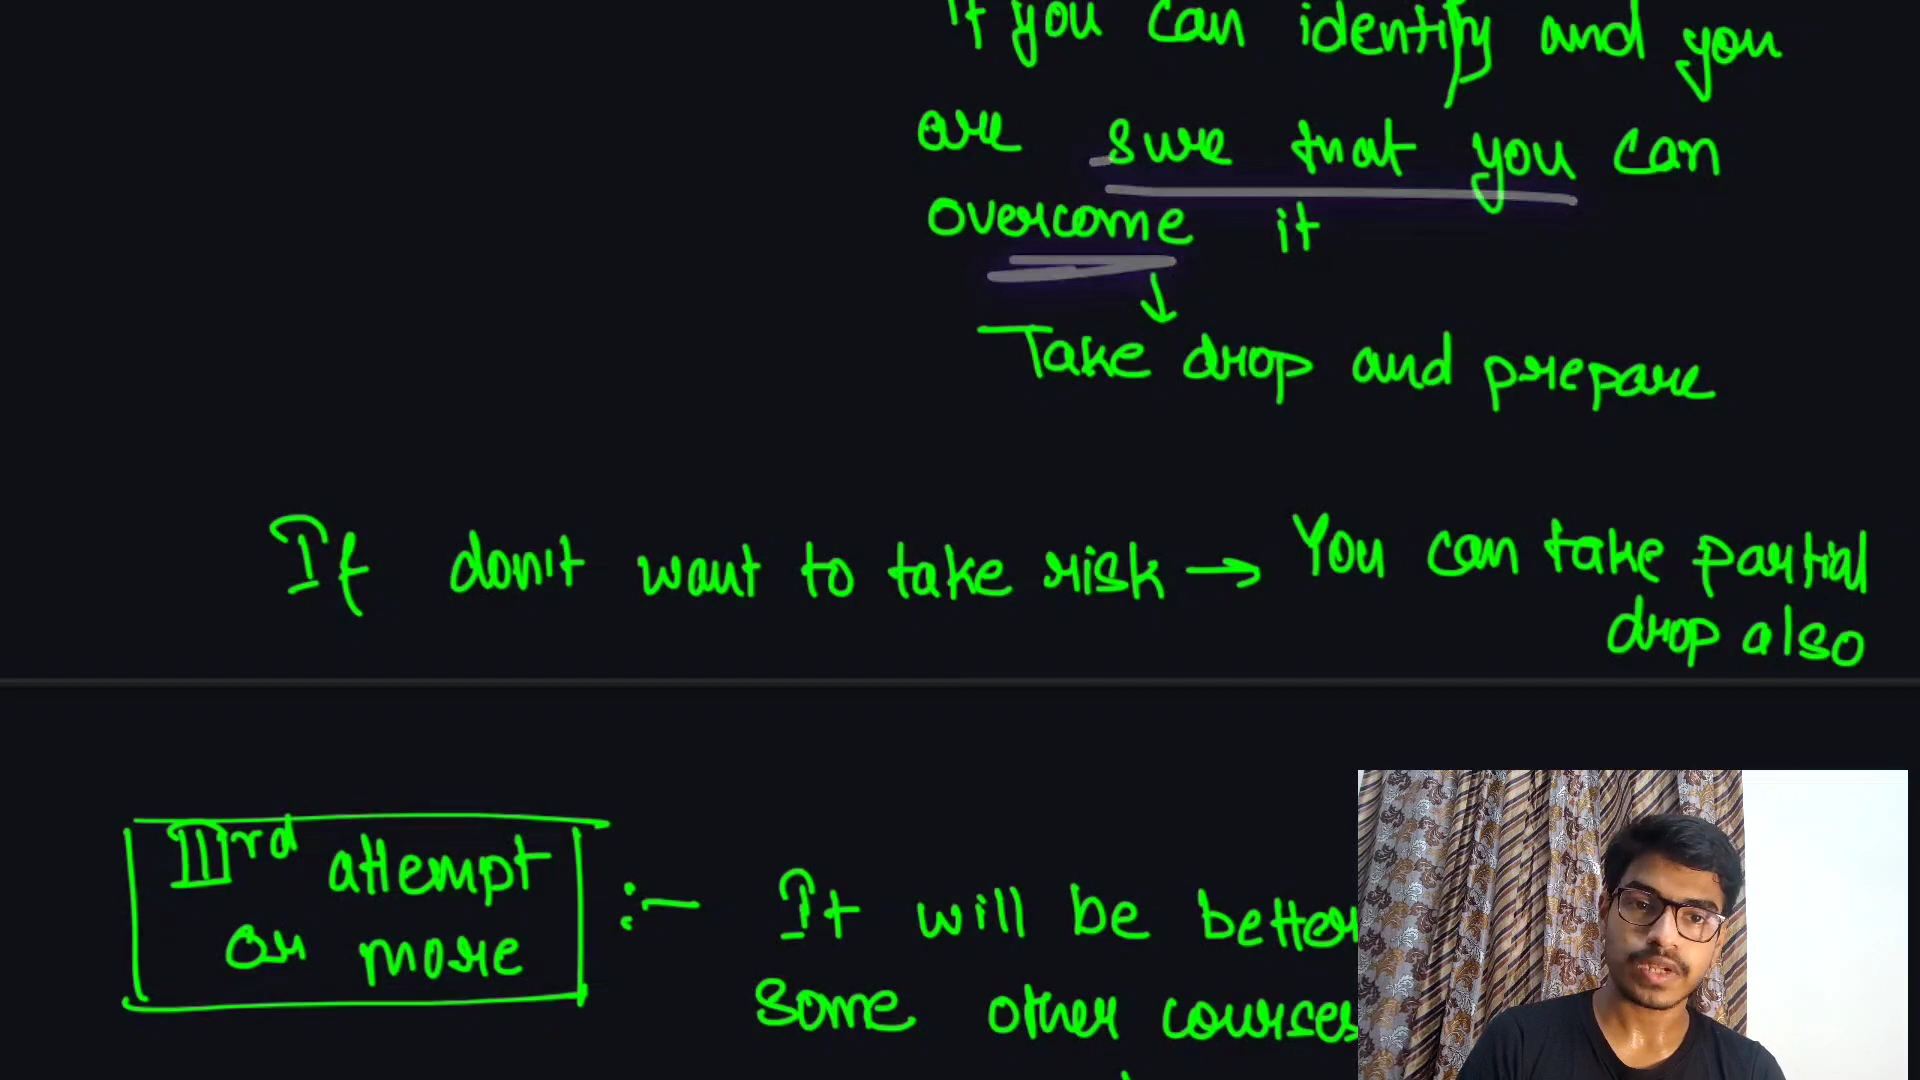 If you can identify and you
are sure that you can
overcome it
↓
Take drop and prepare
If don't want to take risk → You can take partial
drop also
IIIrd attempt
or more :- It will be better
some other courses